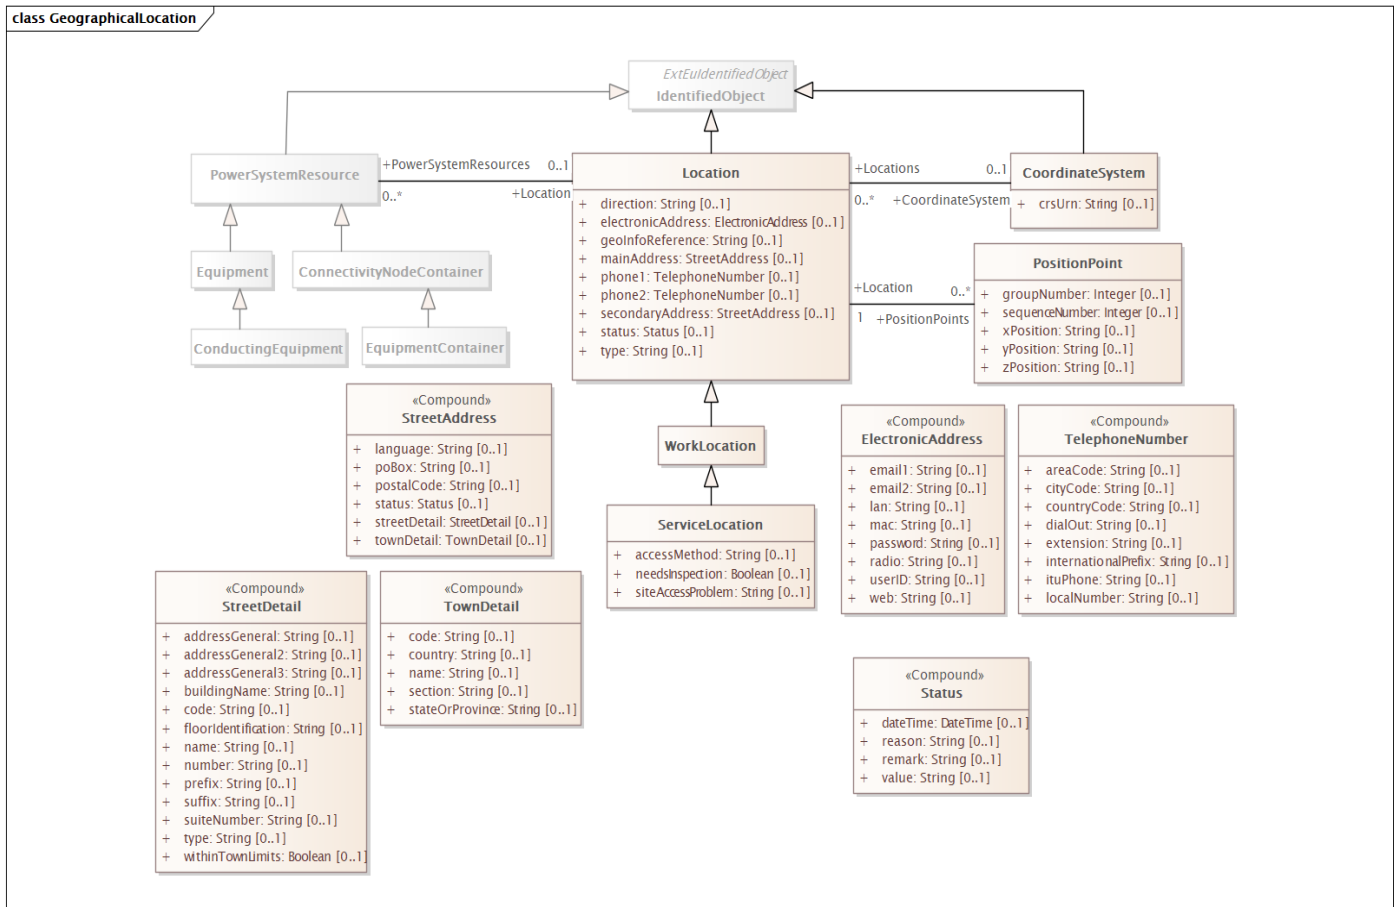 class GeographicalLocation
ExtEuIdentifiedObject
IdentifiedObject
PowerSystemResource
+PowerSystemResources 0..1
0..* +Location
Location
+ direction: String [0..1]
+ electronicAddress: ElectronicAddress [0..1]
+ geoInfoReference: String [0..1]
+ mainAddress: StreetAddress [0..1]
+ phone1: TelephoneNumber [0..1]
+ phone2: TelephoneNumber [0..1]
+ secondaryAddress: StreetAddress [0..1]
+ status: Status [0..1]
+ type: String [0..1]
+Locations 0..1
0..* +CoordinateSystem
CoordinateSystem
+ crsUrn: String [0..1]
Equipment
ConnectivityNodeContainer
ConductingEquipment
EquipmentContainer
+Location 0..*
1 +PositionPoints
PositionPoint
+ groupNumber: Integer [0..1]
+ sequenceNumber: Integer [0..1]
+ xPosition: String [0..1]
+ yPosition: String [0..1]
+ zPosition: String [0..1]
«Compound»
StreetAddress
+ language: String [0..1]
+ poBox: String [0..1]
+ postalCode: String [0..1]
+ status: Status [0..1]
+ streetDetail: StreetDetail [0..1]
+ townDetail: TownDetail [0..1]
WorkLocation
ServiceLocation
+ accessMethod: String [0..1]
+ needsInspection: Boolean [0..1]
+ siteAccessProblem: String [0..1]
«Compound»
ElectronicAddress
+ email1: String [0..1]
+ email2: String [0..1]
+ lan: String [0..1]
+ mac: String [0..1]
+ password: String [0..1]
+ radio: String [0..1]
+ userID: String [0..1]
+ web: String [0..1]
«Compound»
TelephoneNumber
+ areaCode: String [0..1]
+ cityCode: String [0..1]
+ countryCode: String [0..1]
+ dialOut: String [0..1]
+ extension: String [0..1]
+ internationalPrefix: String [0..1]
+ ituPhone: String [0..1]
+ localNumber: String [0..1]
«Compound»
StreetDetail
+ addressGeneral: String [0..1]
+ addressGeneral2: String [0..1]
+ addressGeneral3: String [0..1]
+ buildingName: String [0..1]
+ code: String [0..1]
+ floorIdentification: String [0..1]
+ name: String [0..1]
+ number: String [0..1]
+ prefix: String [0..1]
+ suffix: String [0..1]
+ suiteNumber: String [0..1]
+ type: String [0..1]
+ withinTownLimits: Boolean [0..1]
«Compound»
TownDetail
+ code: String [0..1]
+ country: String [0..1]
+ name: String [0..1]
+ section: String [0..1]
+ stateOrProvince: String [0..1]
«Compound»
Status
+ dateTime: DateTime [0..1]
+ reason: String [0..1]
+ remark: String [0..1]
+ value: String [0..1]